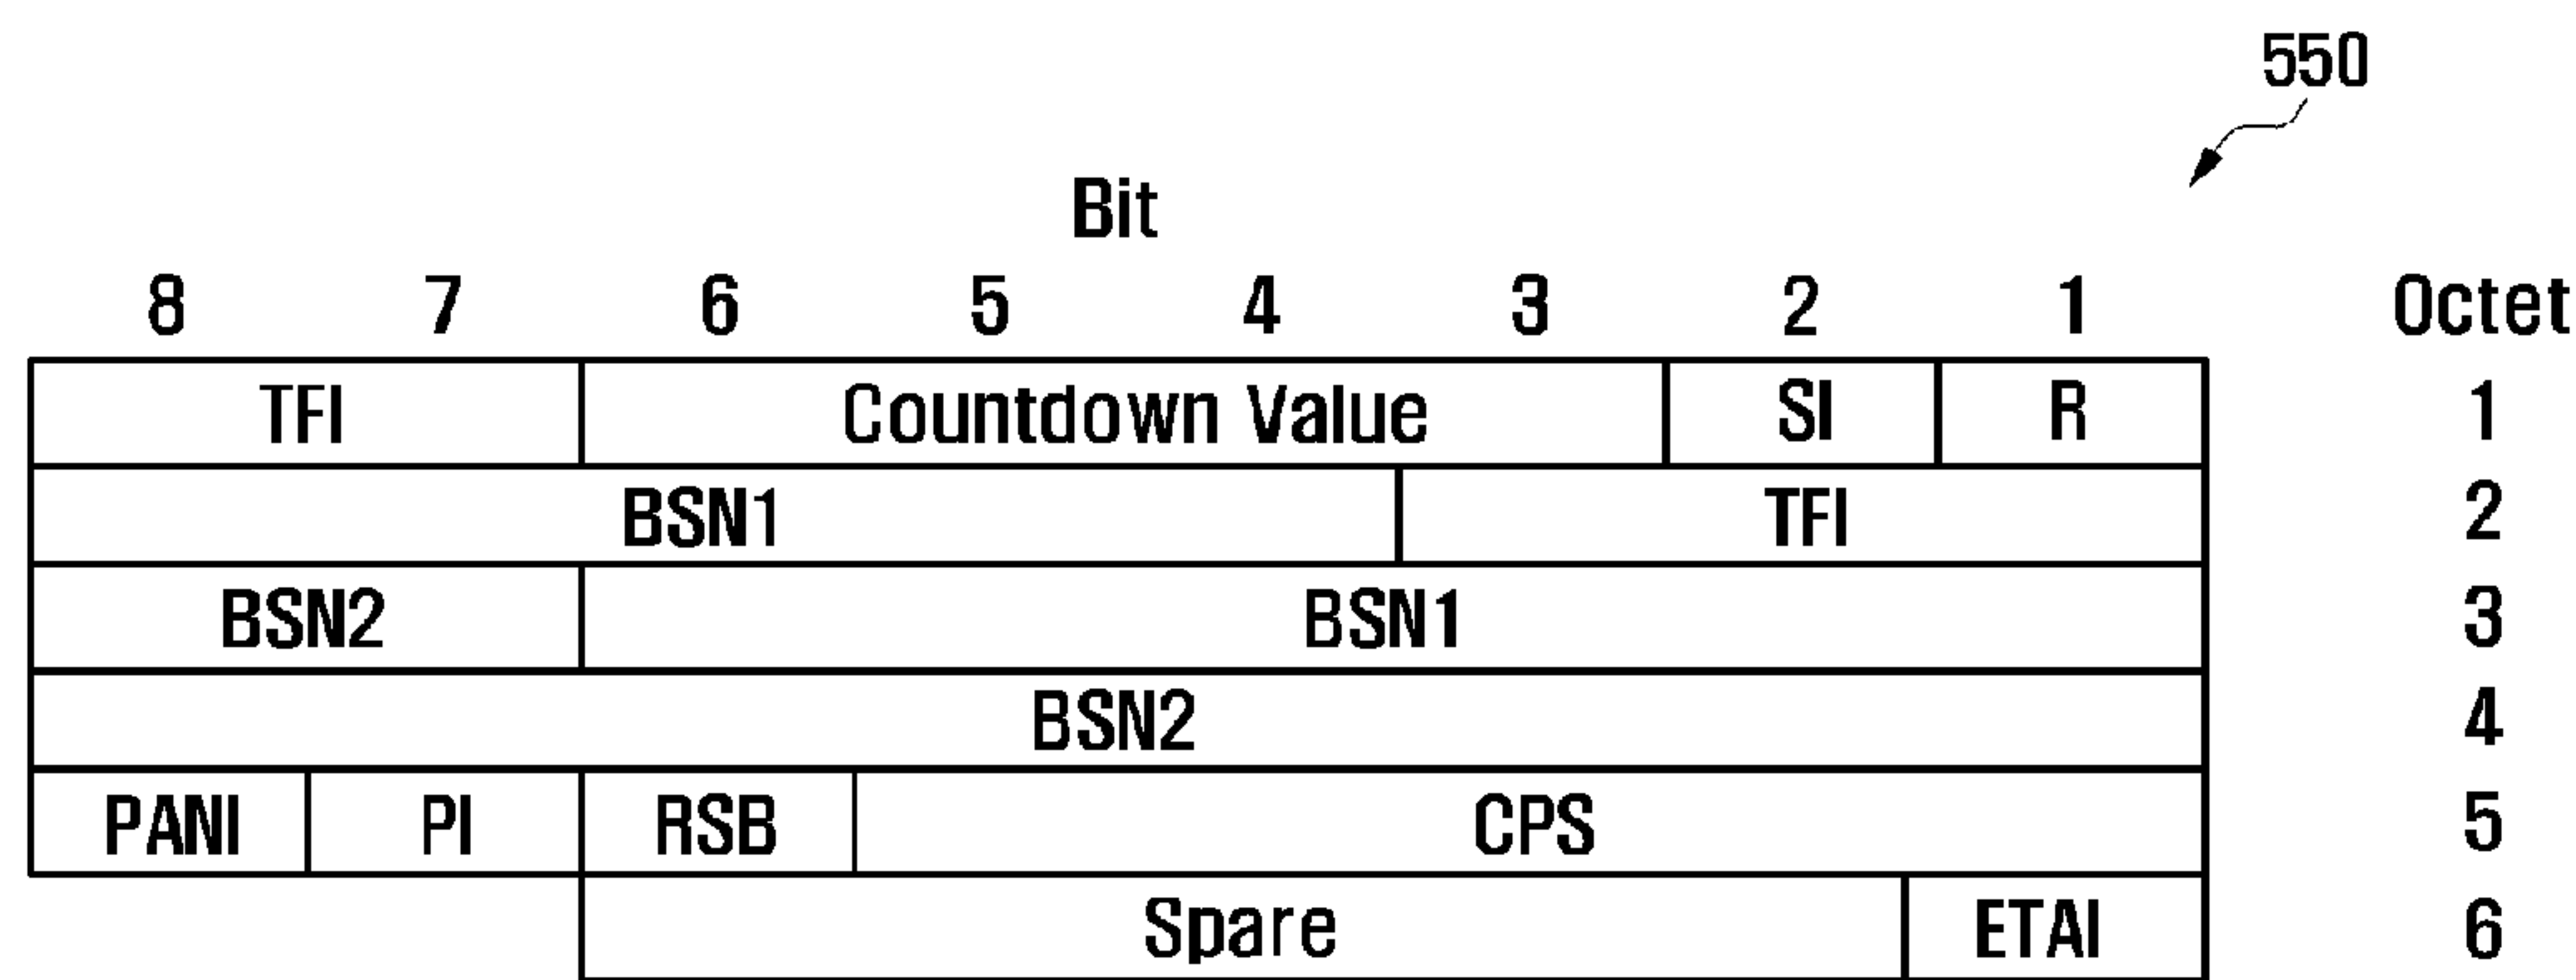 550
Bit
8 7 6 5 4 3 2 1 Octet
TFI Countdown Value SI R 1
BSN1 TFI 2
BSN2 BSN1 3
BSN2 4
PANI PI RSB CPS 5
Spare ETAI 6